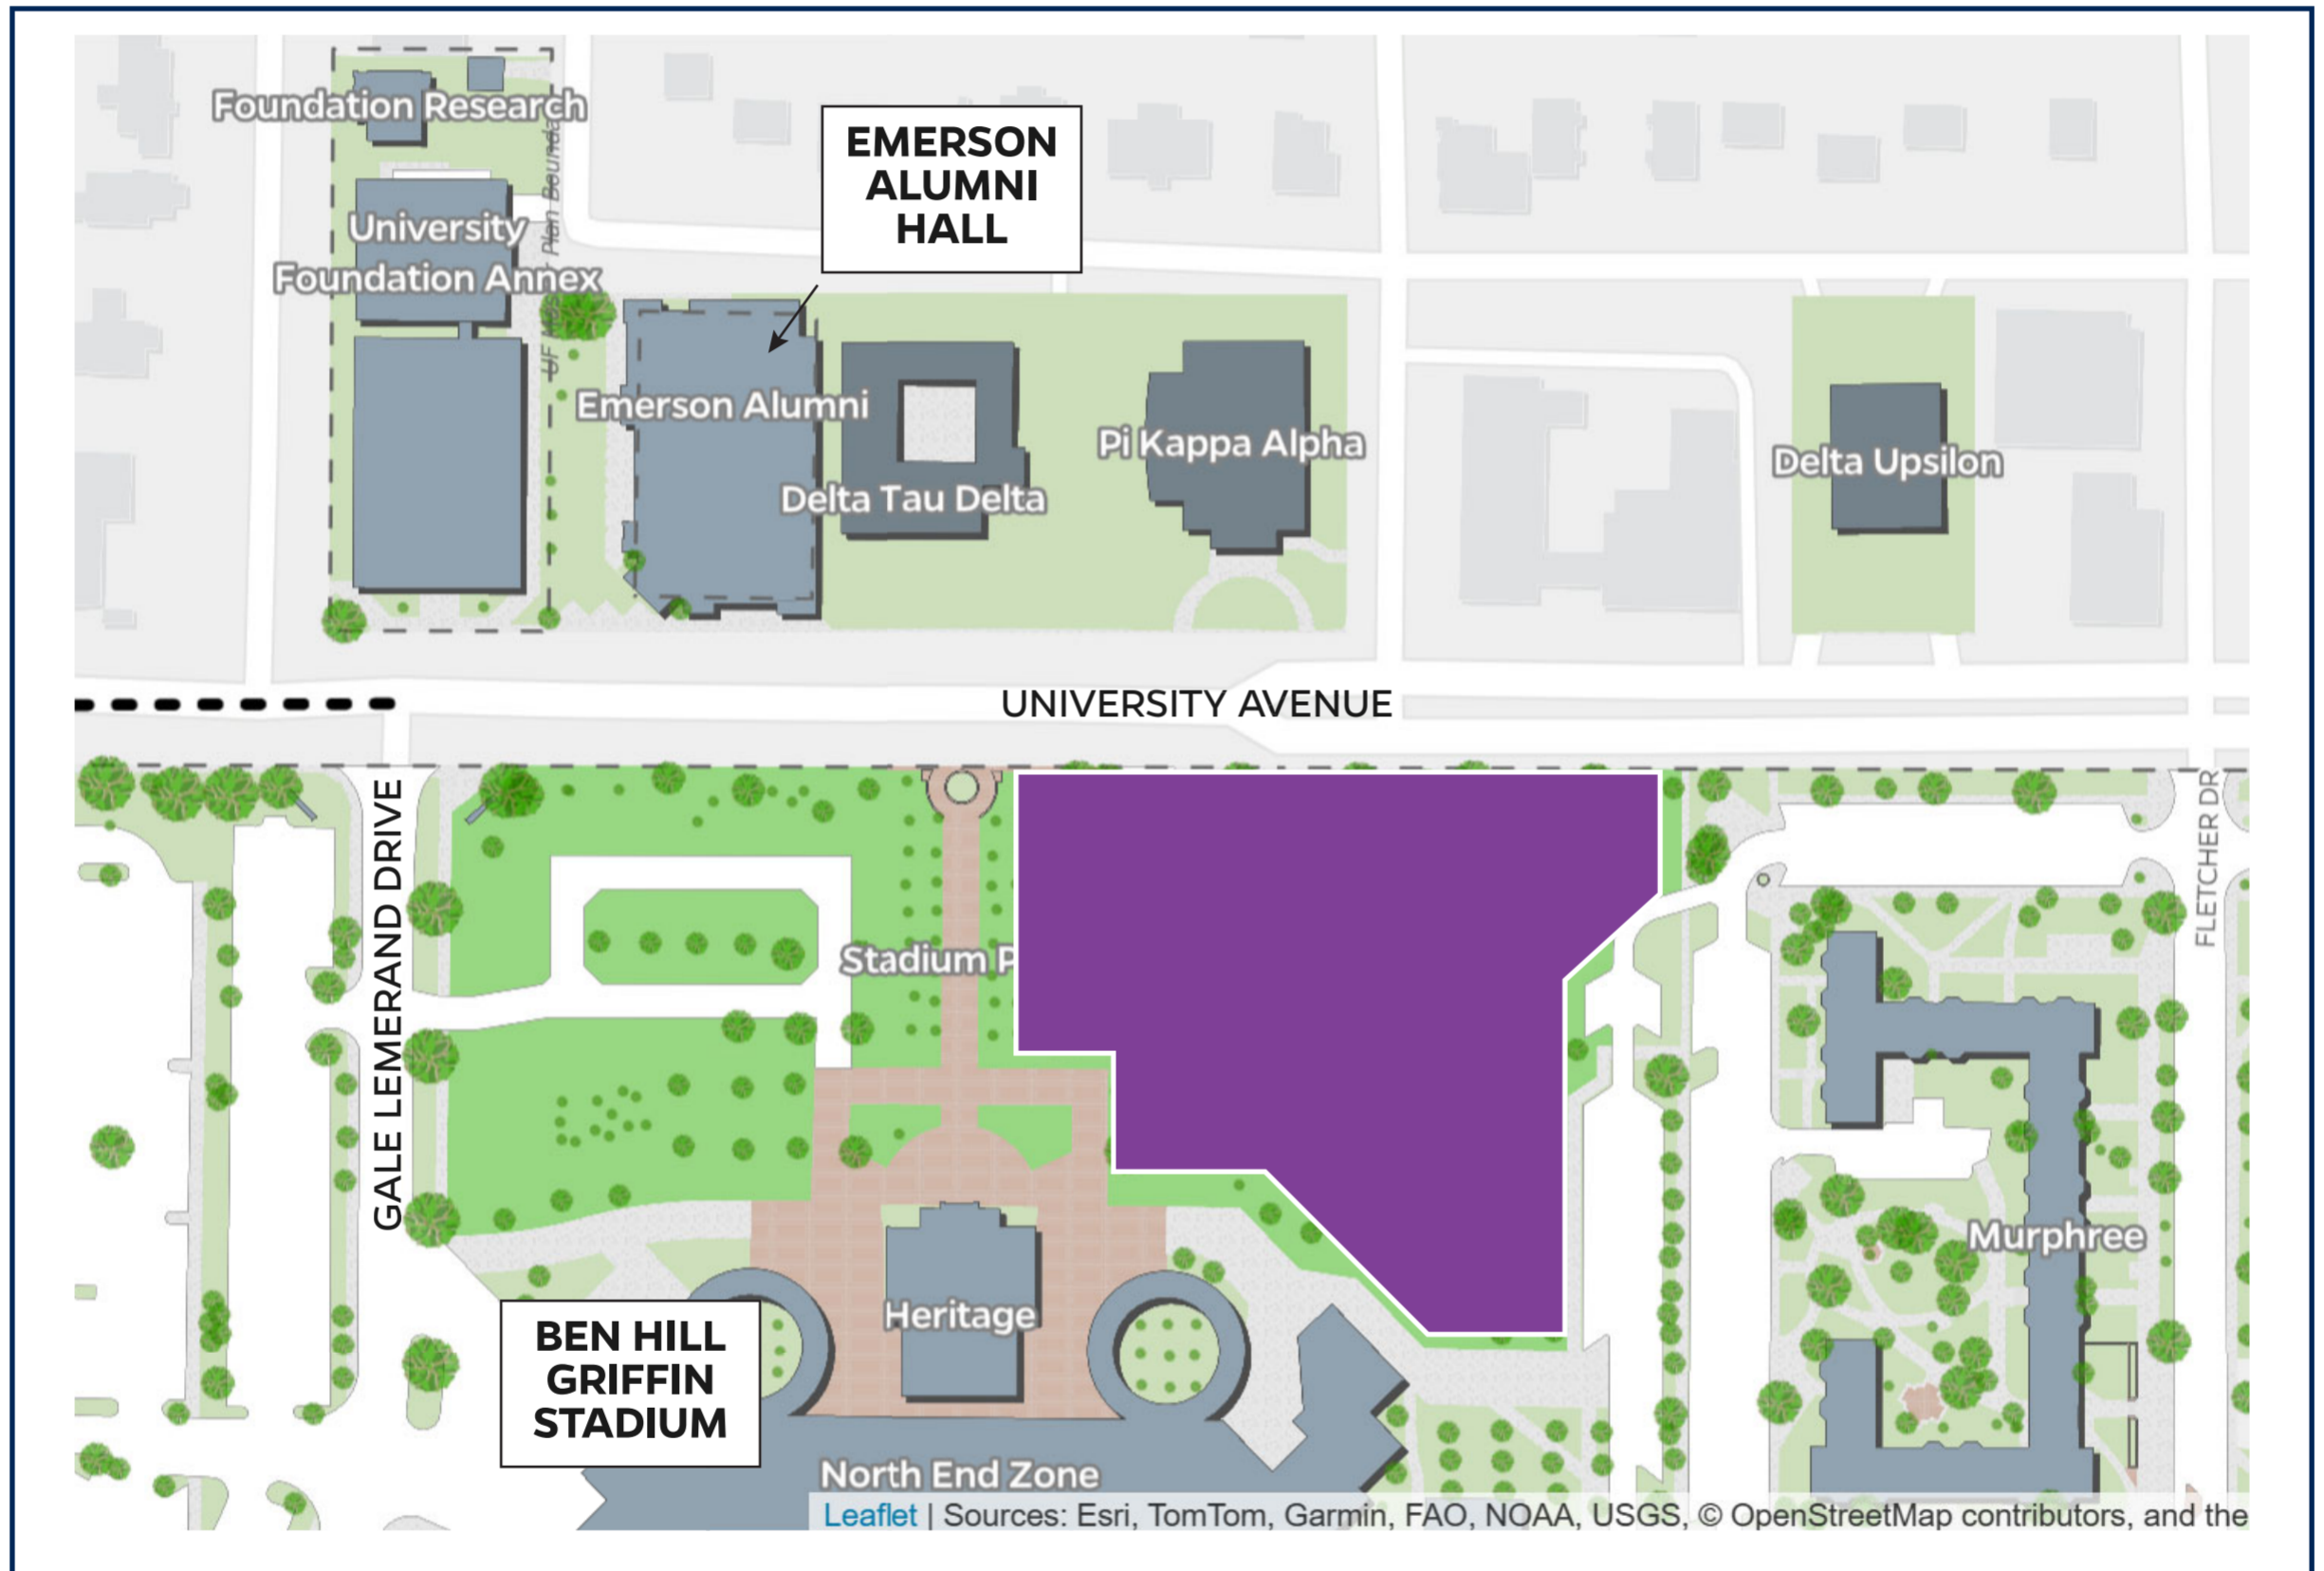 Foundation Research
University
Foundation Annex
EMERSON
ALUMNI
HALL
Emerson Alumni
Delta Tau Delta
Pi Kappa Alpha
Delta Upsilon
UNIVERSITY AVENUE
GALE LEMERAND DRIVE
FLETCHER DR
Stadium P
Murphree
Heritage
BEN HILL
GRIFFIN
STADIUM
North End Zone
Leaflet | Sources: Esri, TomTom, Garmin, FAO, NOAA, USGS, © OpenStreetMap contributors, and the